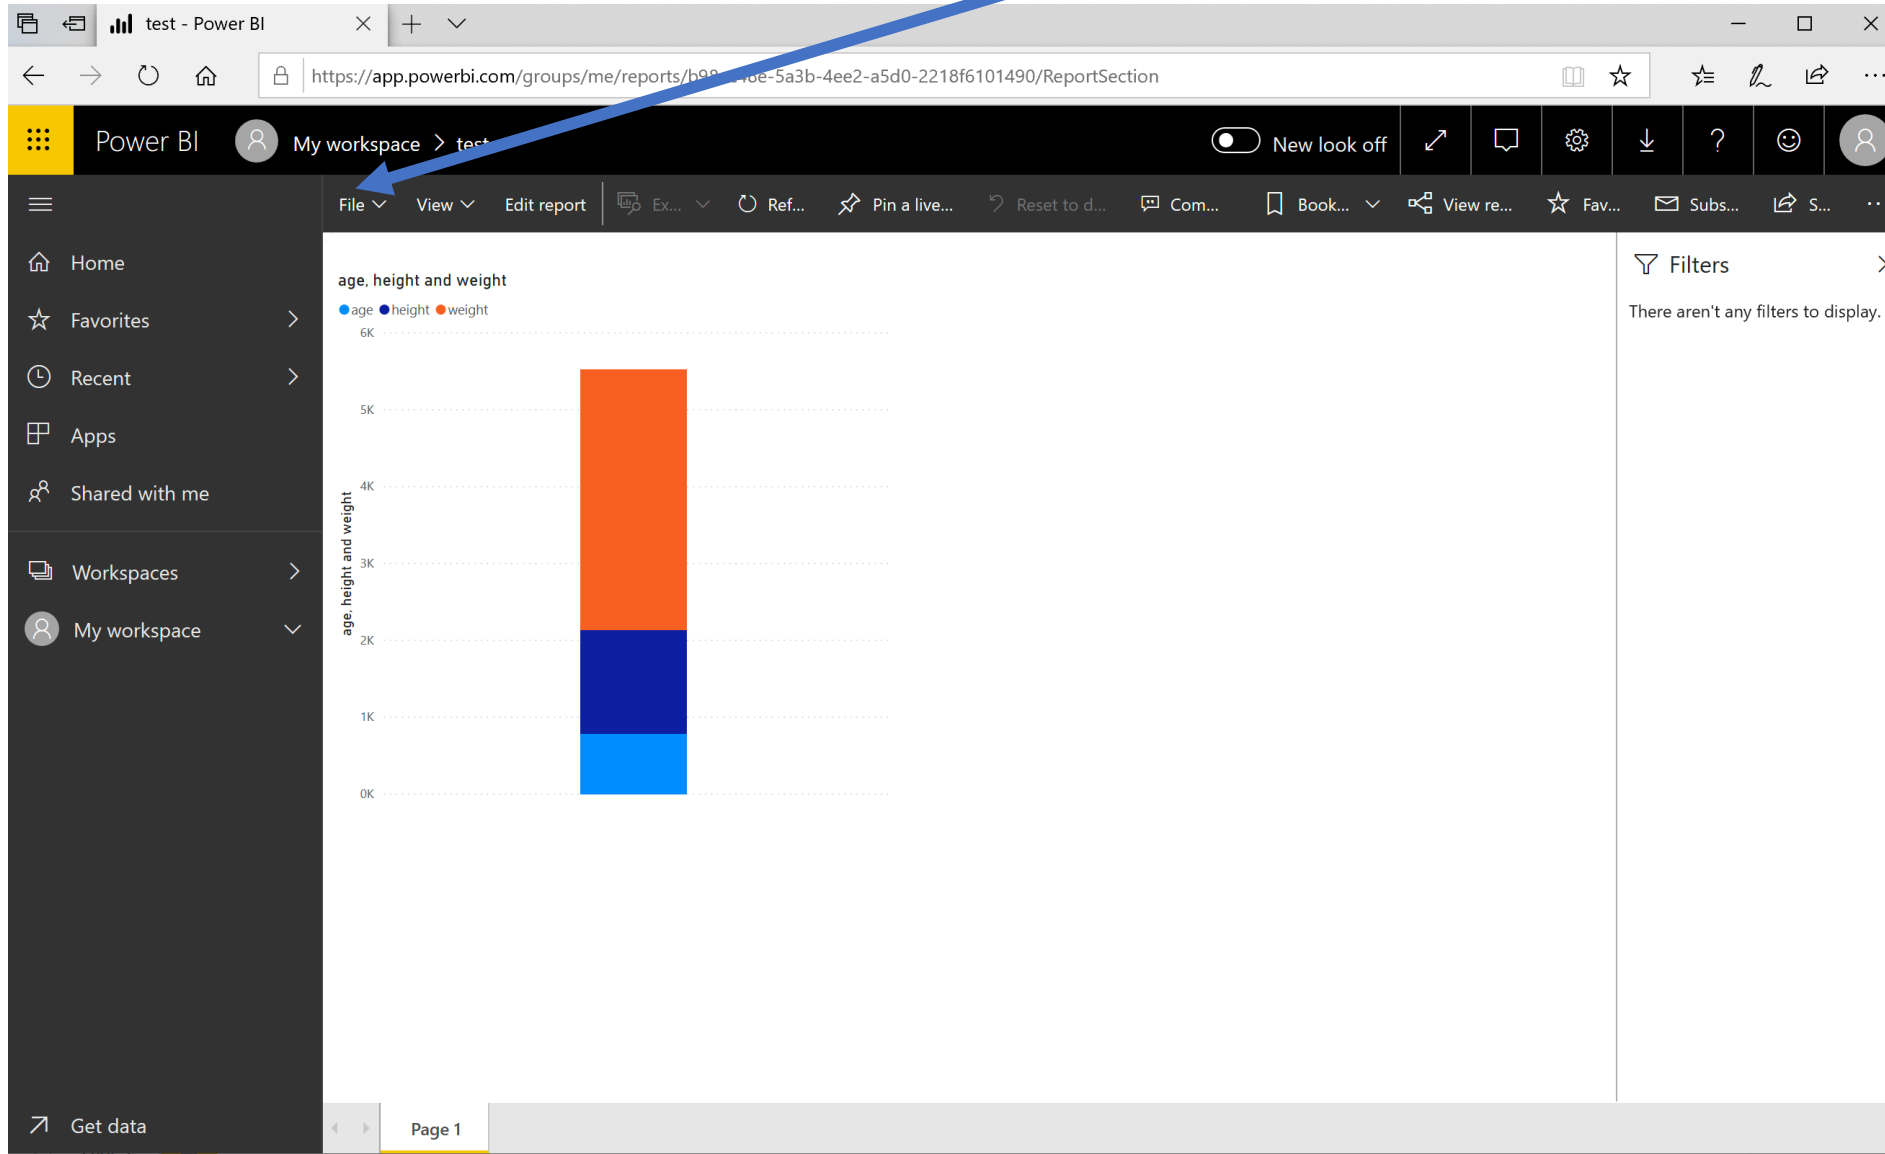 test - Power BI
https://app.powerbi.com/groups/me/reports/ -5a3b-4ee2-a5d0-2218f6101490/ReportSection
Power BI My workspace > test New look off
File View Edit report Ex... Ref... Pin a live... Reset to d... Com... Book... View re... Fav... Subs... S... ..
Home
Favorites
Recent
Apps
Shared with me
Workspaces
My workspace
Get data
age, height and weight
age height weight
6K
5K
4K
3K
2K
1K
0K
age, height and weight
Filters
There aren't any filters to display.
Page 1